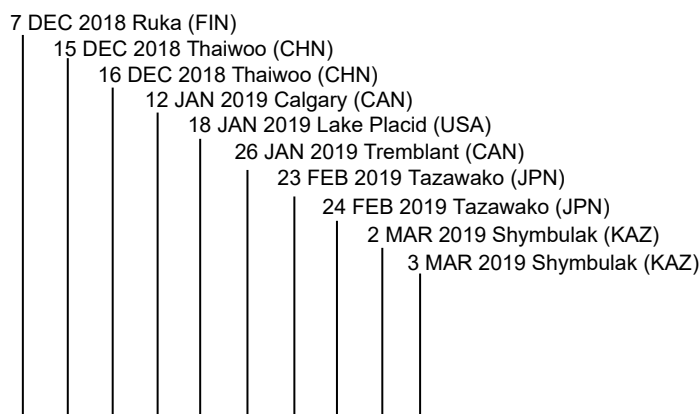 7 DEC 2018 Ruka (FIN)
15 DEC 2018 Thaiwoo (CHN)
16 DEC 2018 Thaiwoo (CHN)
12 JAN 2019 Calgary (CAN)
18 JAN 2019 Lake Placid (USA)
26 JAN 2019 Tremblant (CAN)
23 FEB 2019 Tazawako (JPN)
24 FEB 2019 Tazawako (JPN)
2 MAR 2019 Shymbulak (KAZ)
3 MAR 2019 Shymbulak (KAZ)